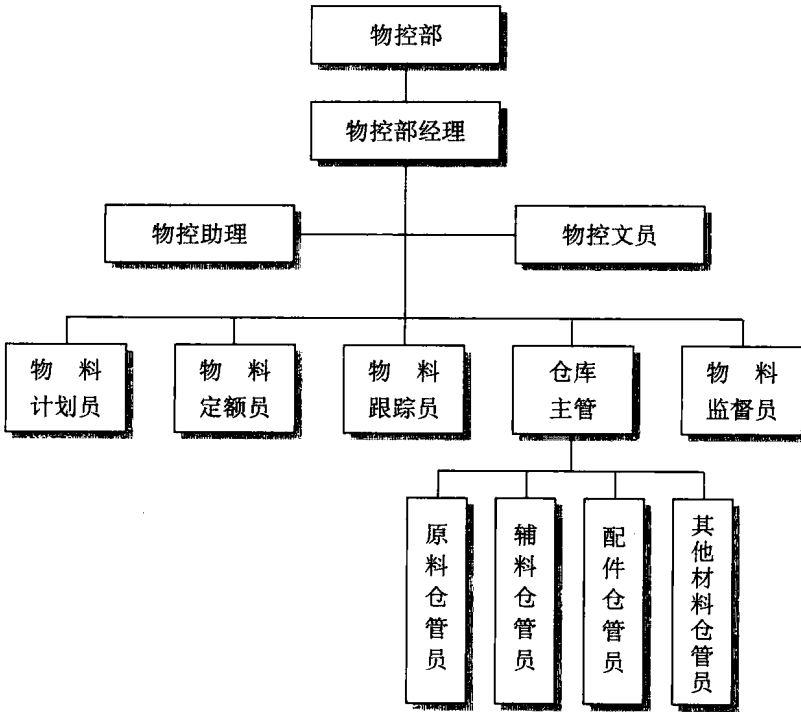 物控部
物控部经理
物控助理
物控文员
物 料
计划员
物 料
定额员
物 料
跟踪员
仓库
主管
物 料
监督员
原料仓管员
辅料仓管员
配件仓管员
其他材料仓管员